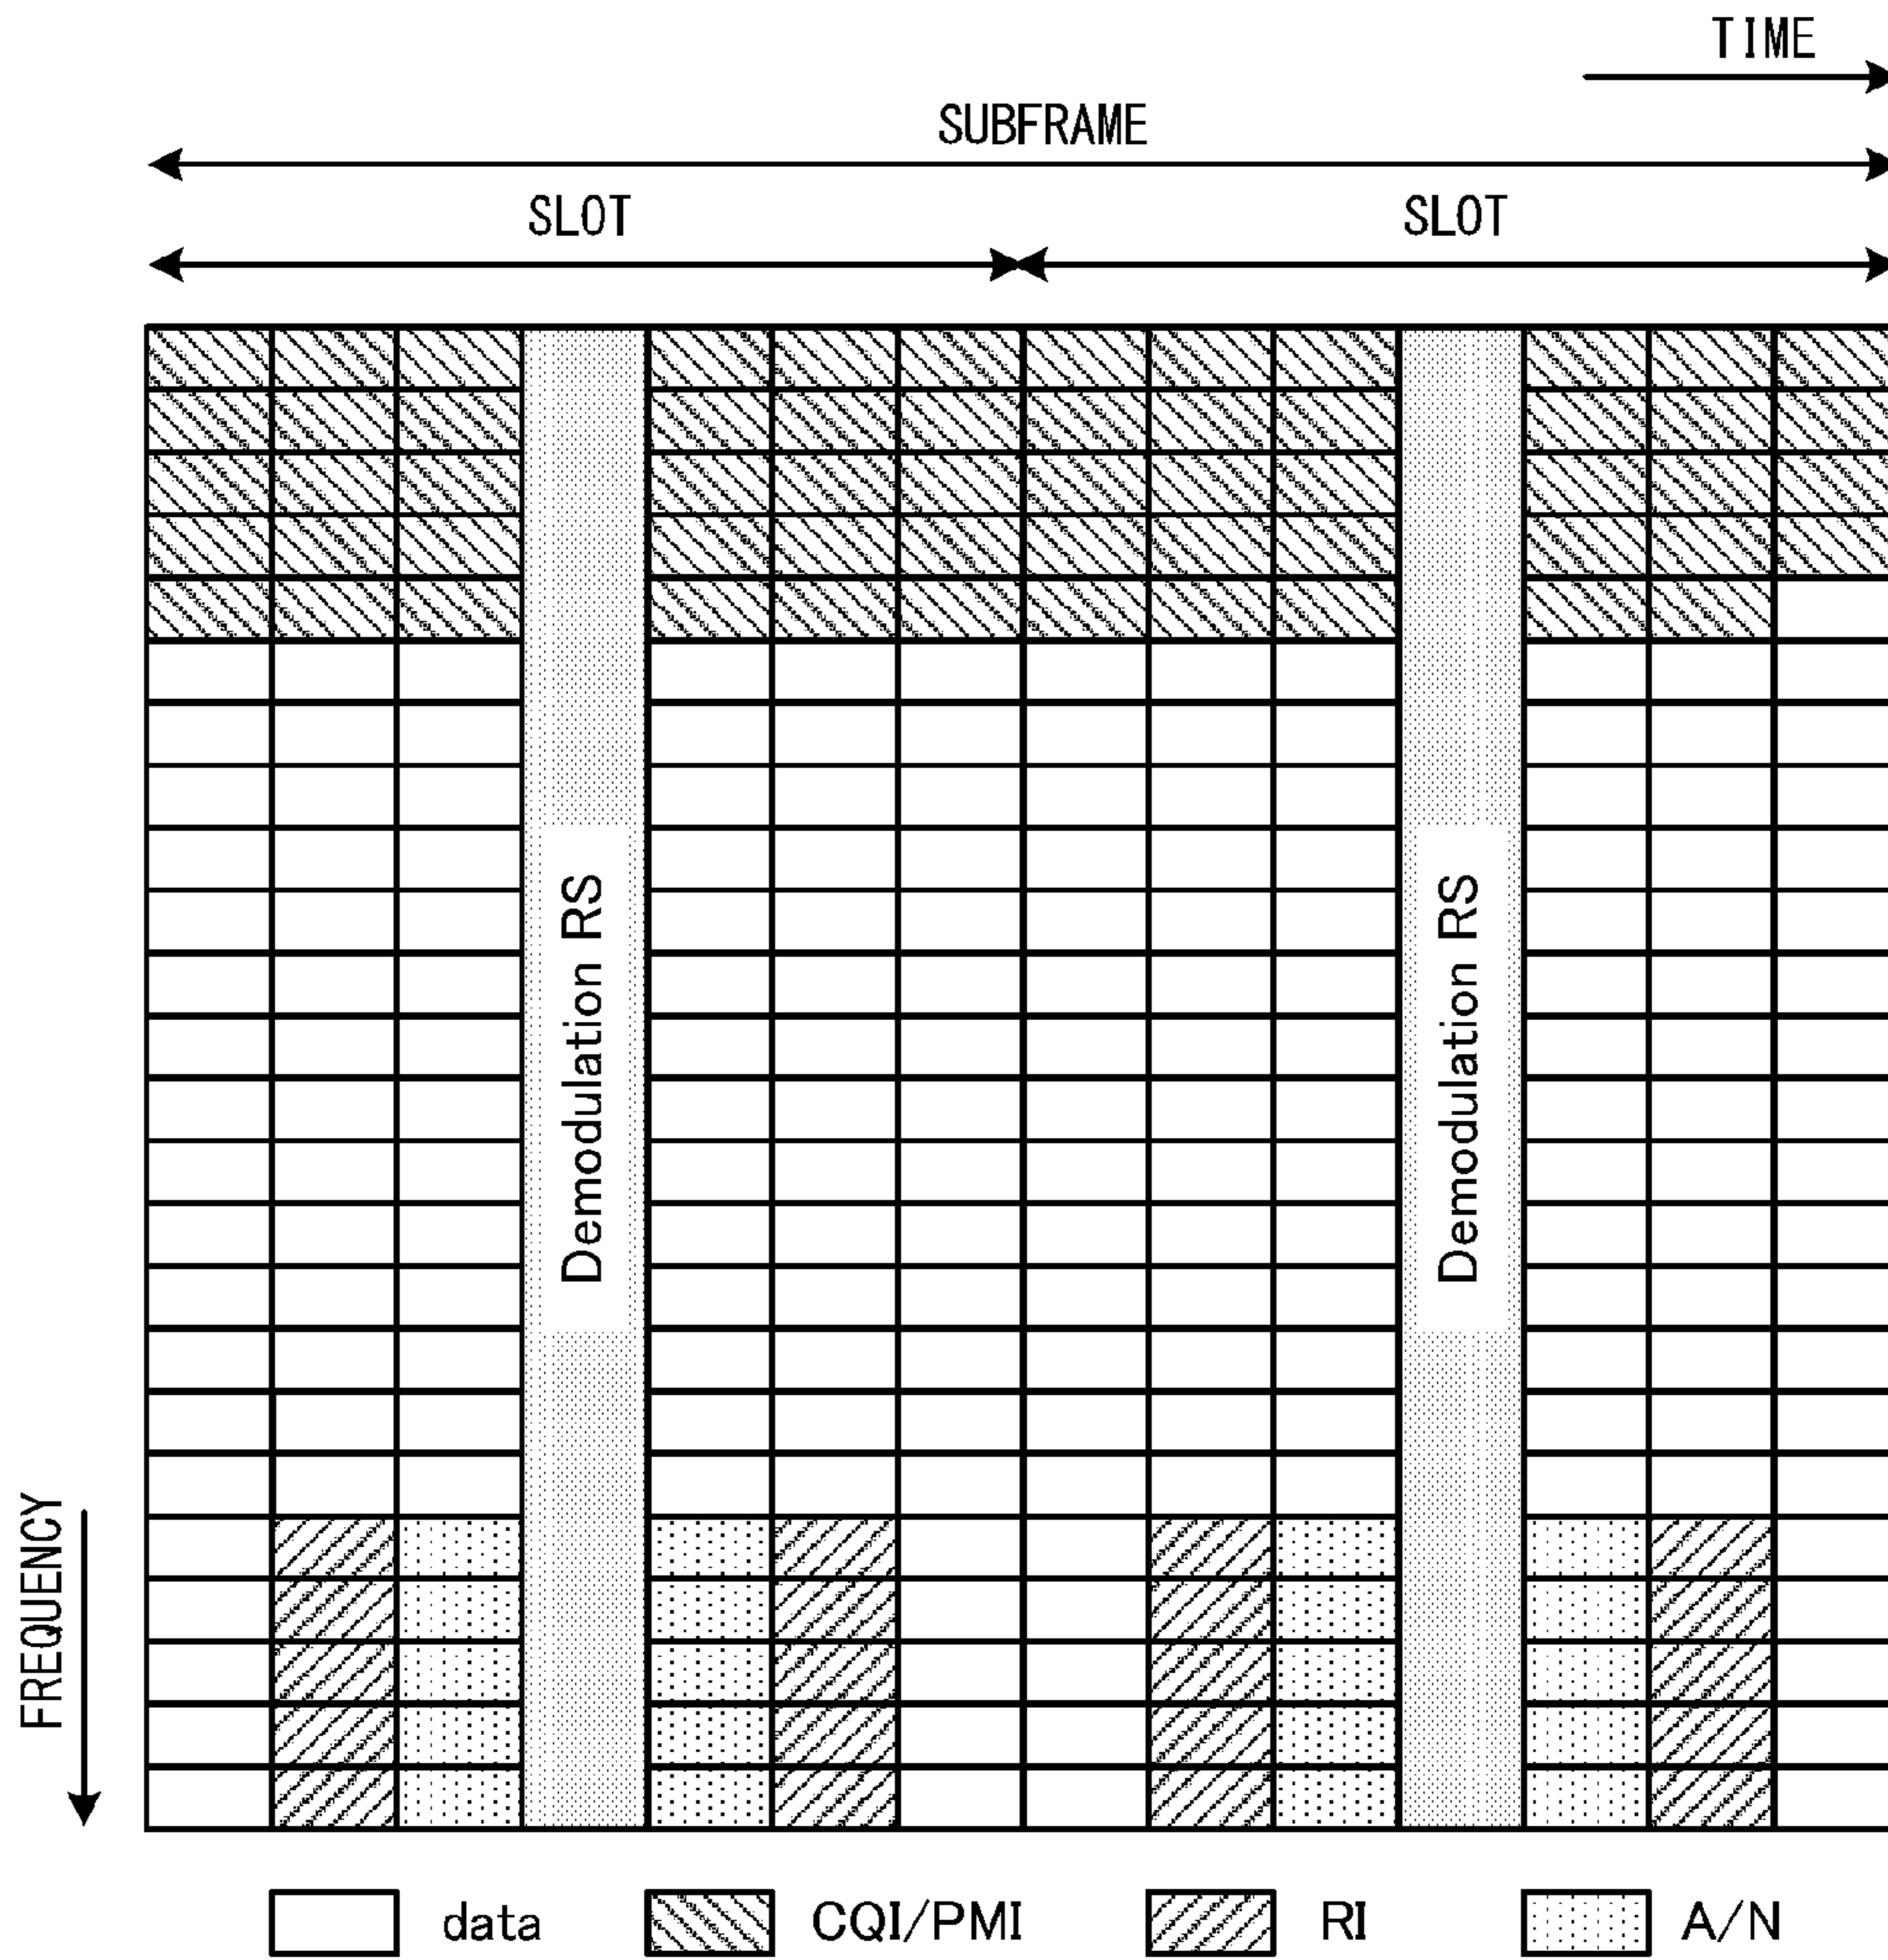 TIME
SUBFRAME
SLOT
SLOT
Demodulation RS
Demodulation RS
FREQUENCY
data
CQI/PMI
RI
A/N